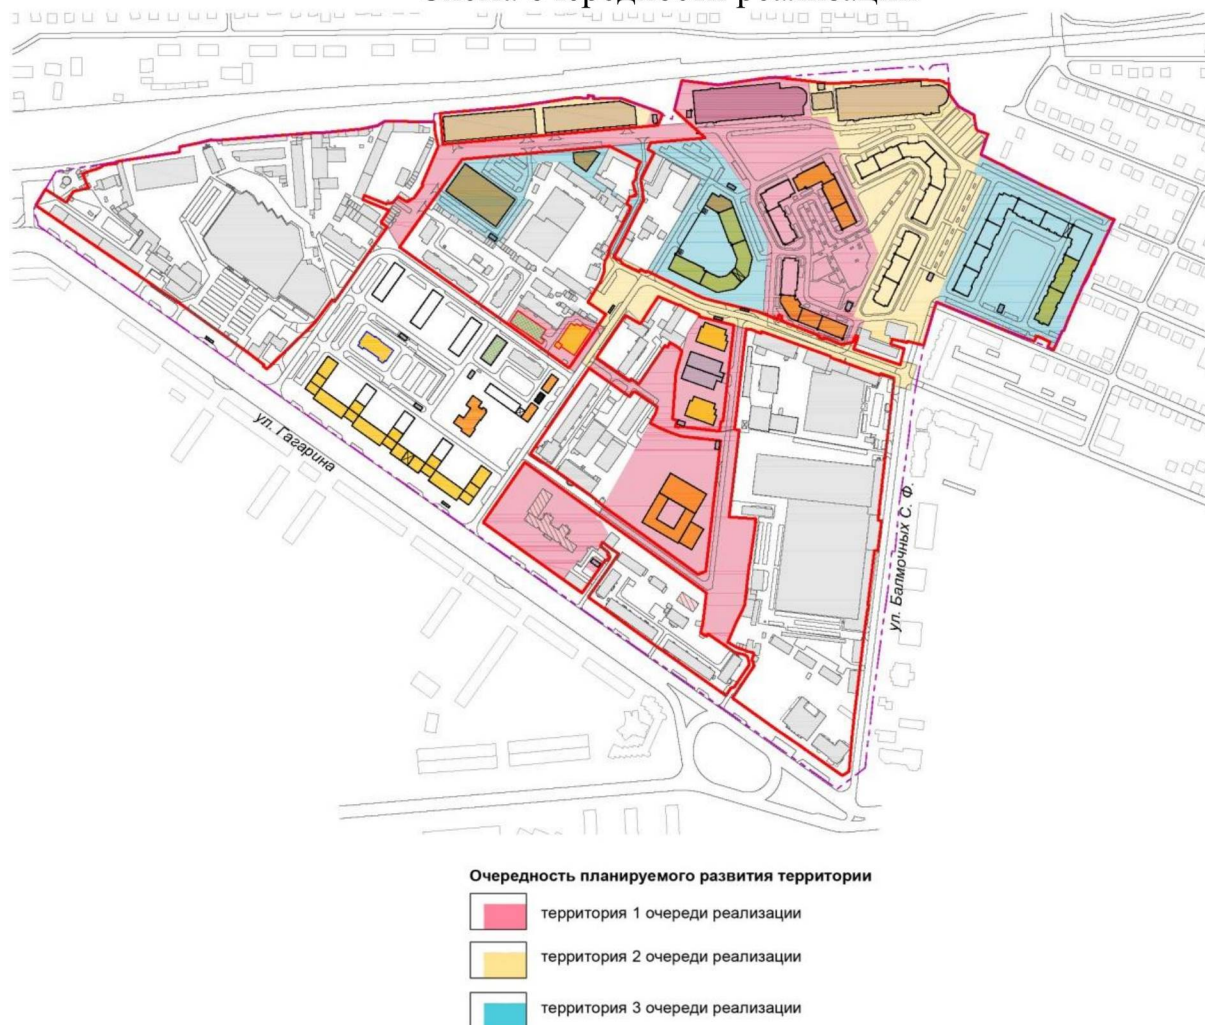 ул. Гагарина
ул. Балмочных С. Ф.
Очередность планируемого развития территории
территория 1 очереди реализации
территория 2 очереди реализации
территория 3 очереди реализации